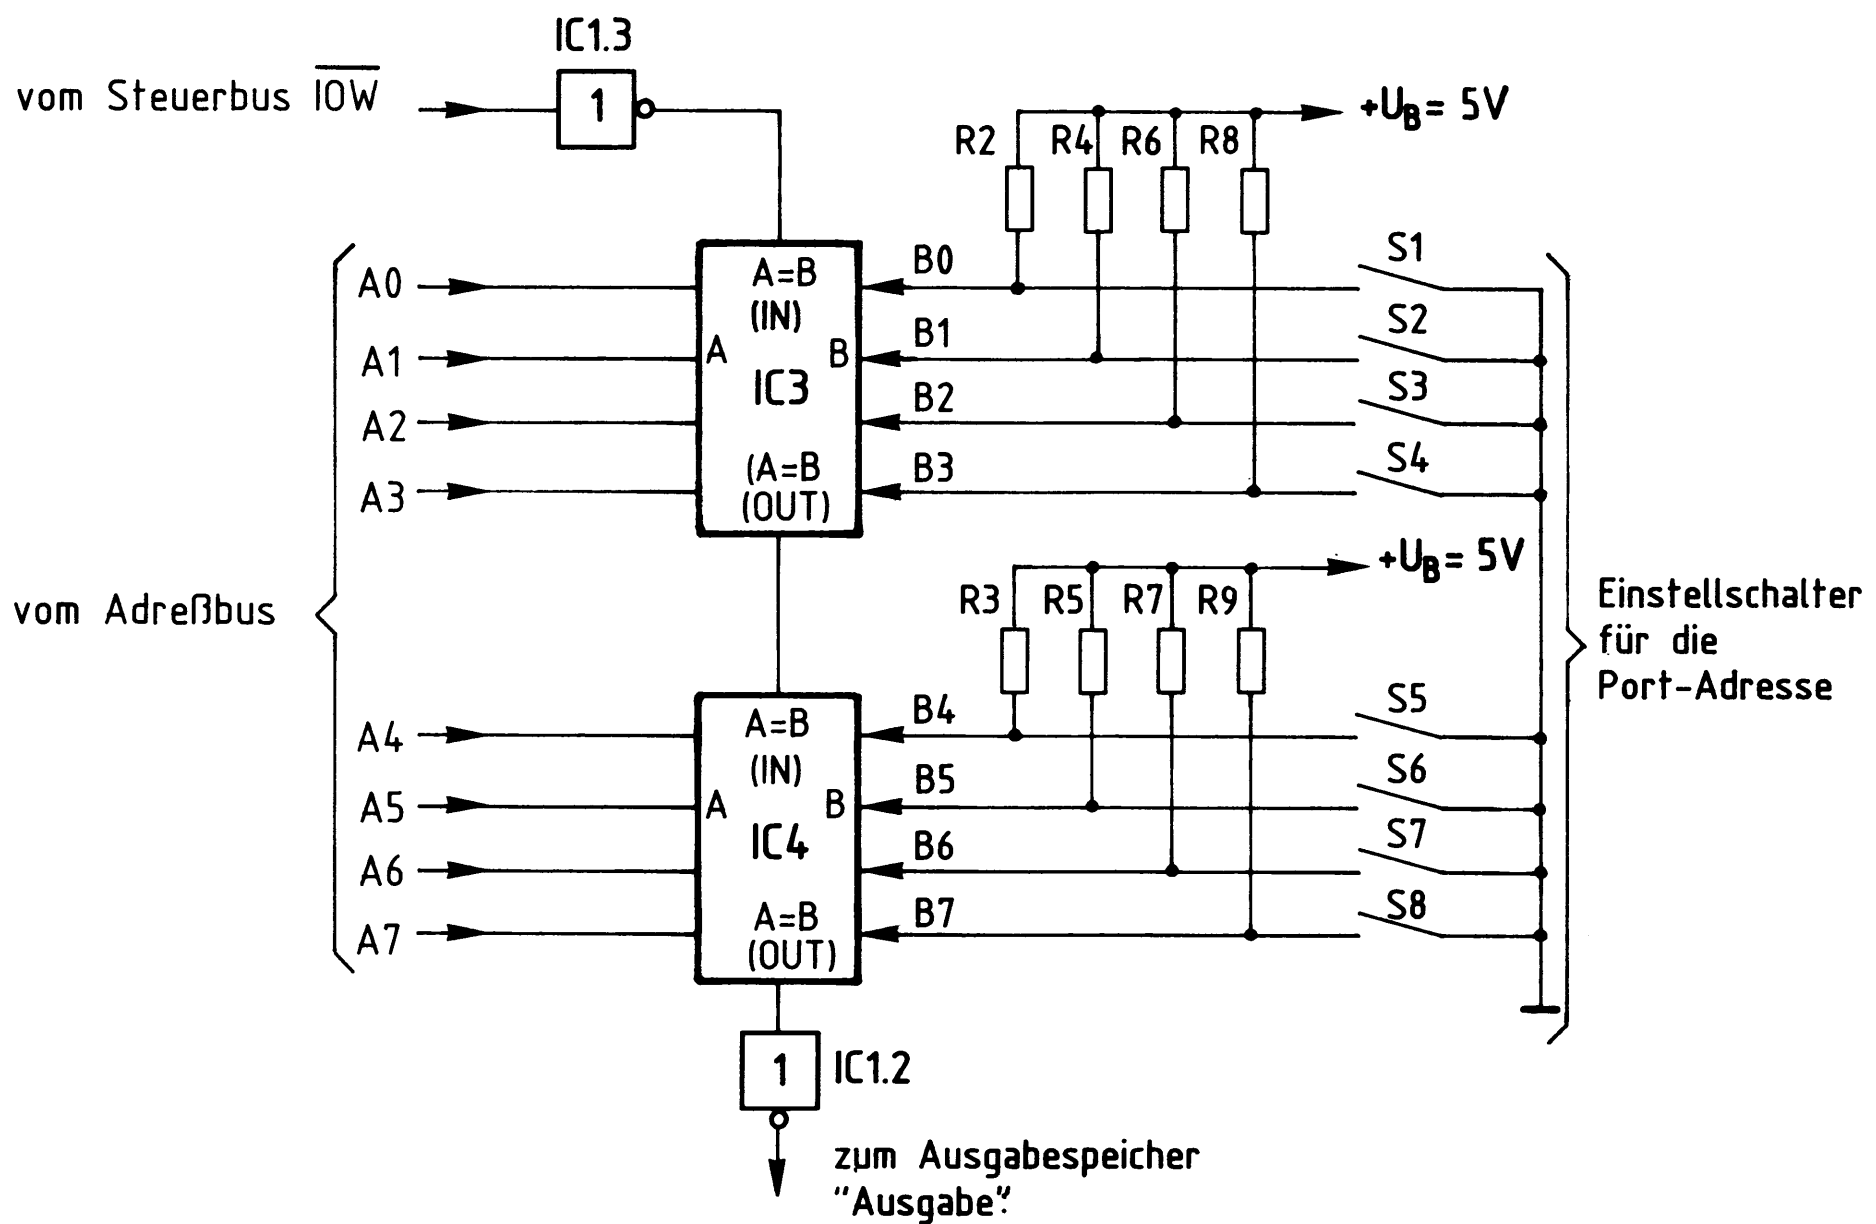 IC1.3
vom Steuerbus I̅O̅W̅
1
+UB= 5V
R2 R4 R6 R8
A0
A1
A2
A3
A=B
(IN)
A B
IC3
(A=B
(OUT)
B0
B1
B2
B3
S1
S2
S3
S4
+UB= 5V
R3 R5 R7 R9
vom Adreßbus
Einstellschalter
für die
Port-Adresse
A4
A5
A6
A7
A=B
(IN)
A B
IC4
A=B
(OUT)
B4
B5
B6
B7
S5
S6
S7
S8
1 IC1.2
zum Ausgabespeicher
"Ausgabe".